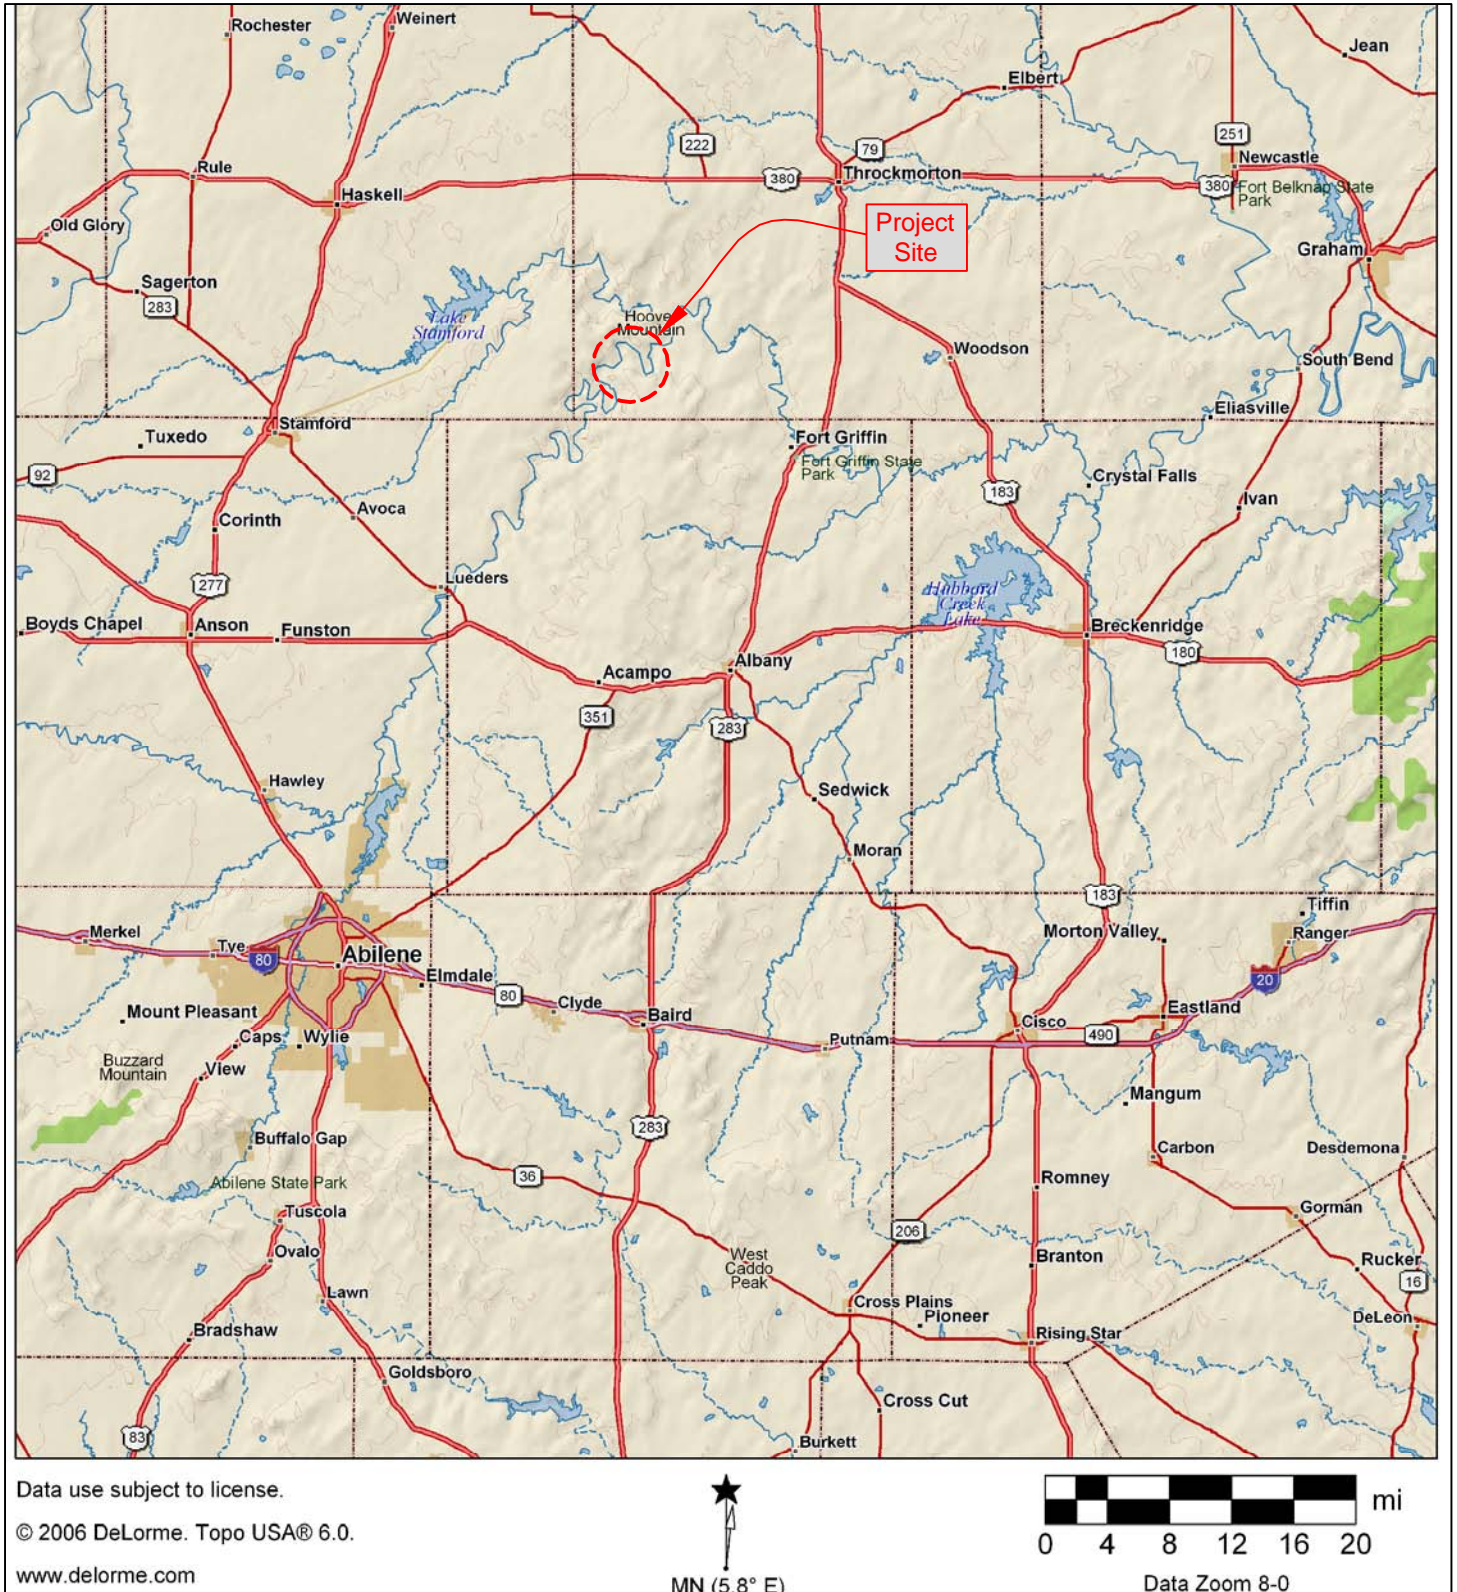 Rochester
Weinert
Jean
Elbert
251
222
79
Newcastle
Rule
380
Throckmorton
380
Fort Belknap State
Park
Haskell
Old Glory
Project
Site
Graham
Sagerton
283
Lake
Stamford
Hoove
Mountain
Woodson
South Bend
Eliasville
Stamford
Tuxedo
Fort Griffin
Fort Griffin State
Park
92
Crystal Falls
183
Ivan
Avoca
Corinth
277
Lueders
Hubbard
Creek
Lake
Boyds Chapel
Anson
Funston
Breckenridge
180
Albany
Acampo
351
283
Hawley
Sedwick
Moran
183
Tiffin
Merkel
Tye
80
Abilene
Morton Valley
Ranger
Elmdale
80
Clyde
20
Mount Pleasant
Baird
Eastland
Cisco
490
Caps
Wylie
Putnam
Buzzard
Mountain
View
Mangum
283
Buffalo Gap
Carbon
Desdemona
36
Abilene State Park
Romney
Tuscola
Gorman
206
Ovalo
West
Caddo
Peak
Branton
Rucker
16
Lawn
Cross Plains
Pioneer
DeLeon
Bradshaw
Rising Star
Goldsboro
Cross Cut
83
Burkett
Data use subject to license.
© 2006 DeLorme. Topo USA® 6.0.
www.delorme.com
MN (5.8° E)
mi
0 4 8 12 16 20
Data Zoom 8-0